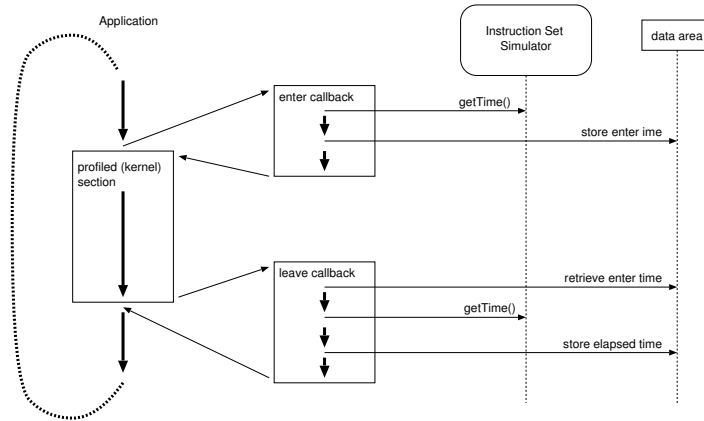 Application
Instruction Set
Simulator
data area
enter callback
getTime()
store enter ime
profiled (kernel)
section
leave callback
retrieve enter time
getTime()
store elapsed time